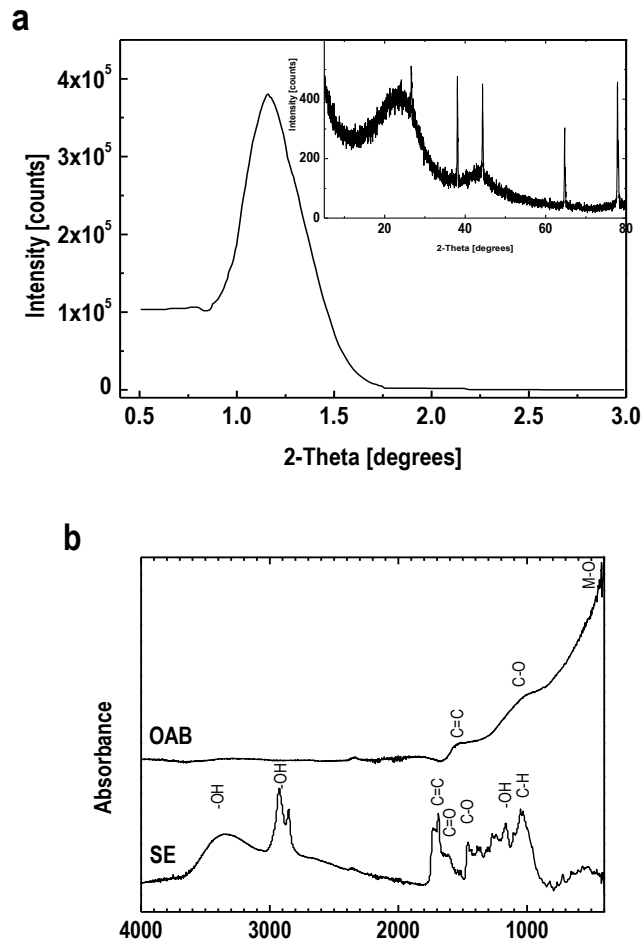 a
4x10⁵
3x10⁵
2x10⁵
1x10⁵
0
Intensity [counts]
0.5 1.0 1.5 2.0 2.5 3.0
2-Theta [degrees]
400
200
0
Intensity [counts]
20 40 60 80
2-Theta [degrees]
b
Absorbance
M-O
C-O
C=C
OAB
-OH
-OH
C=C
C=O
C-O
-OH
C-H
SE
4000 3000 2000 1000